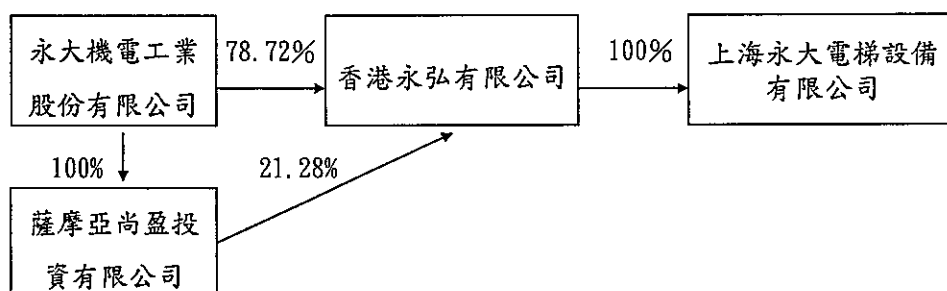 永大機電工業
股份有限公司
78.72%
香港永弘有限公司
100%
上海永大電梯設備
有限公司
100%
21.28%
薩摩亞尚盈投
資有限公司